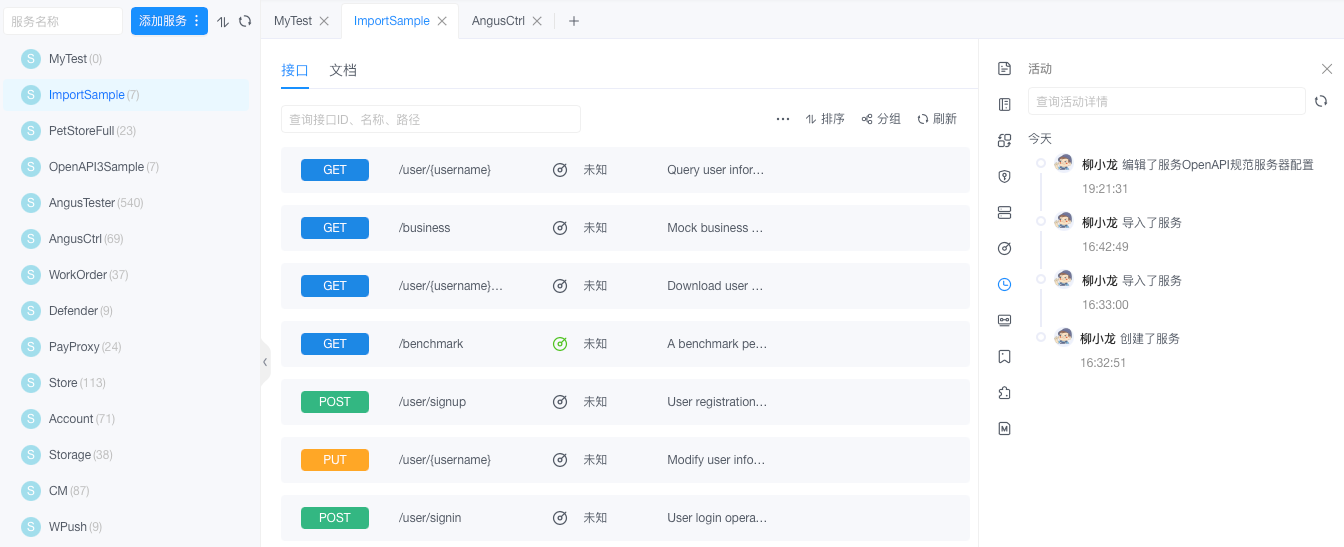 服务名称
添加服务
MyTest (0)
ImportSample (7)
PetStoreFull (23)
OpenAPI3Sample (7)
AngusTester (540)
AngusCtrl (69)
WorkOrder (37)
Defender (9)
PayProxy (24)
Store (113)
Account (71)
Storage (38)
CM (87)
WPush (9)
MyTest ImportSample AngusCtrl
接口 文档
查询接口ID、名称、路径 排序 分组 刷新
GET /user/{username} 未知 Query user infor…
GET /business 未知 Mock business …
GET /user/{username}… 未知 Download user …
GET /benchmark 未知 A benchmark pe…
POST /user/signup 未知 User registration…
PUT /user/{username} 未知 Modify user info…
POST /user/signin 未知 User login opera…
活动
查询活动详情
今天
柳小龙 编辑了服务OpenAPI规范服务器配置
19:21:31
柳小龙 导入了服务
16:42:49
柳小龙 导入了服务
16:33:00
柳小龙 创建了服务
16:32:51